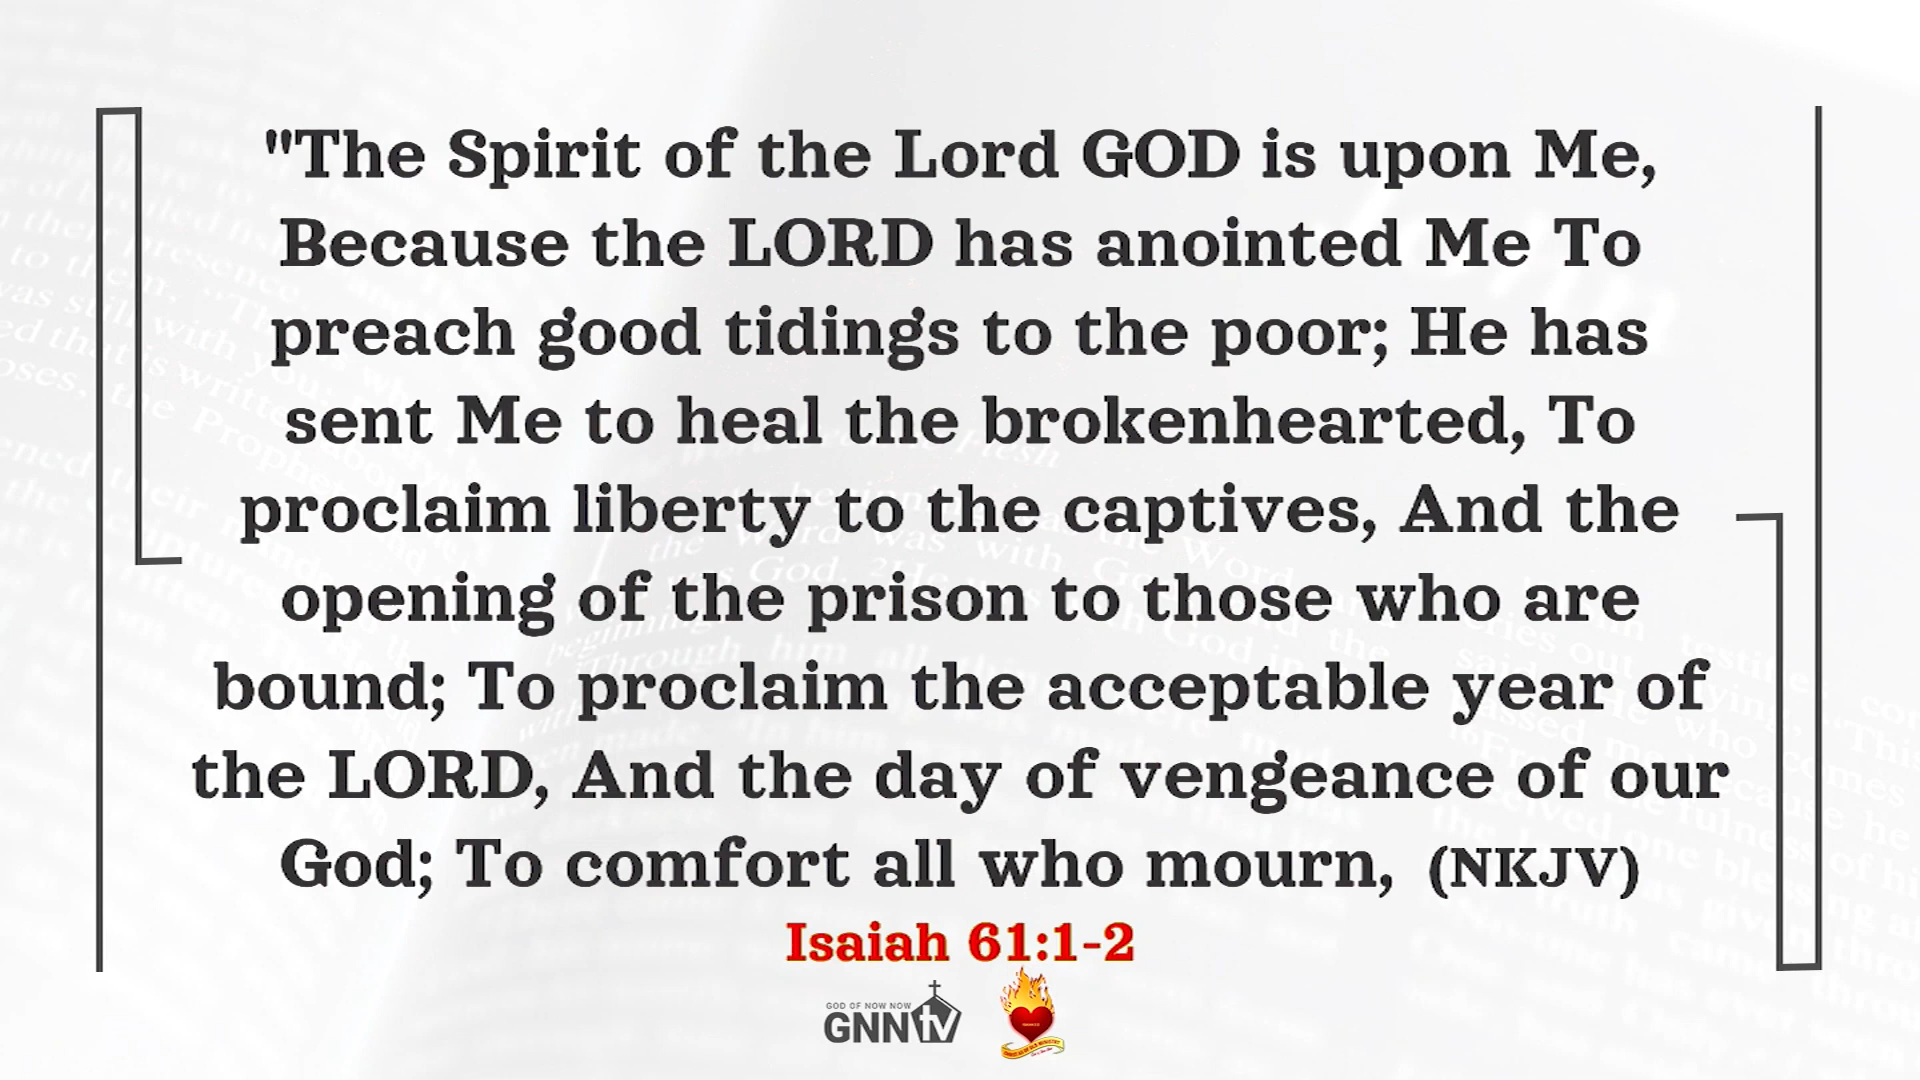 "The Spirit of the Lord GOD is upon Me,
Because the LORD has anointed Me To
preach good tidings to the poor; He has
sent Me to heal the brokenhearted, To
proclaim liberty to the captives, And the
opening of the prison to those who are
bound; To proclaim the acceptable year of
the LORD, And the day of vengeance of our
God; To comfort all who mourn, (NKJV)
Isaiah 61:1-2
GOD OF NOW NOW
GNN tv